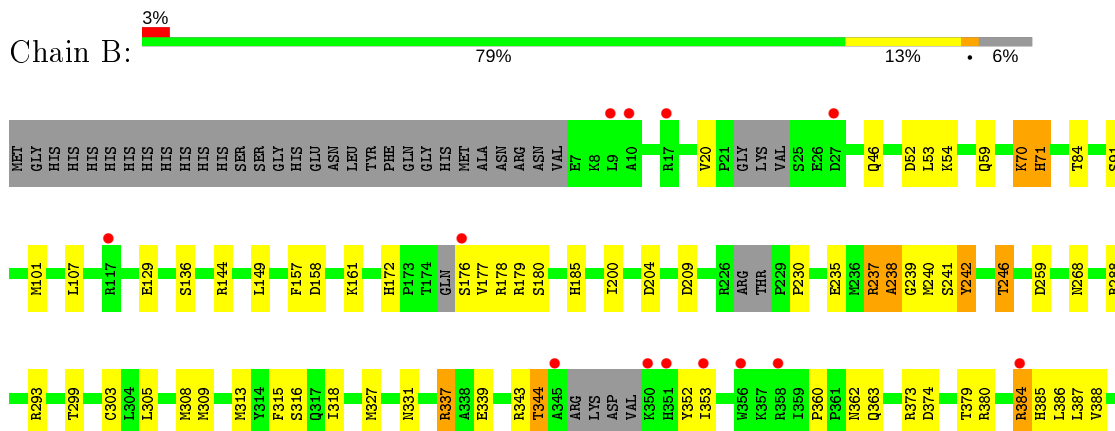 3%
Chain B:
79% 13% • 6%
MET GLY HIS HIS HIS HIS HIS HIS HIS HIS HIS HIS SER SER GLY HIS GLU ASN LEU TYR PHE GLN GLY HIS MET ALA ASN ARG ASN VAL E7 K8 L9 A10 R17 V20 P21 GLY LYS VAL S25 E26 D27 Q46 D52 L53 K54 Q59 K70 H71 T84 S91
M101 L107 R117 E129 S136 R144 L149 F157 D158 K161 H172 P173 T174 GLN S176 V177 R178 R179 S180 H185 I200 D204 D209 R226 ARG THR P229 P230 E235 M236 R237 A238 G239 M240 S241 Y242 T246 D259 N268 R288
R293 T299 C303 L304 L305 M308 M309 M313 Y314 F315 S316 Q317 I318 M327 N331 R337 A338 E339 R343 T344 A345 ARG LYS ASP VAL K350 H351 Y352 I353 W356 K357 R358 I359 P360 P361 N362 Q363 R373 D374 T379 R380 R384 H385 L386 L387 V388